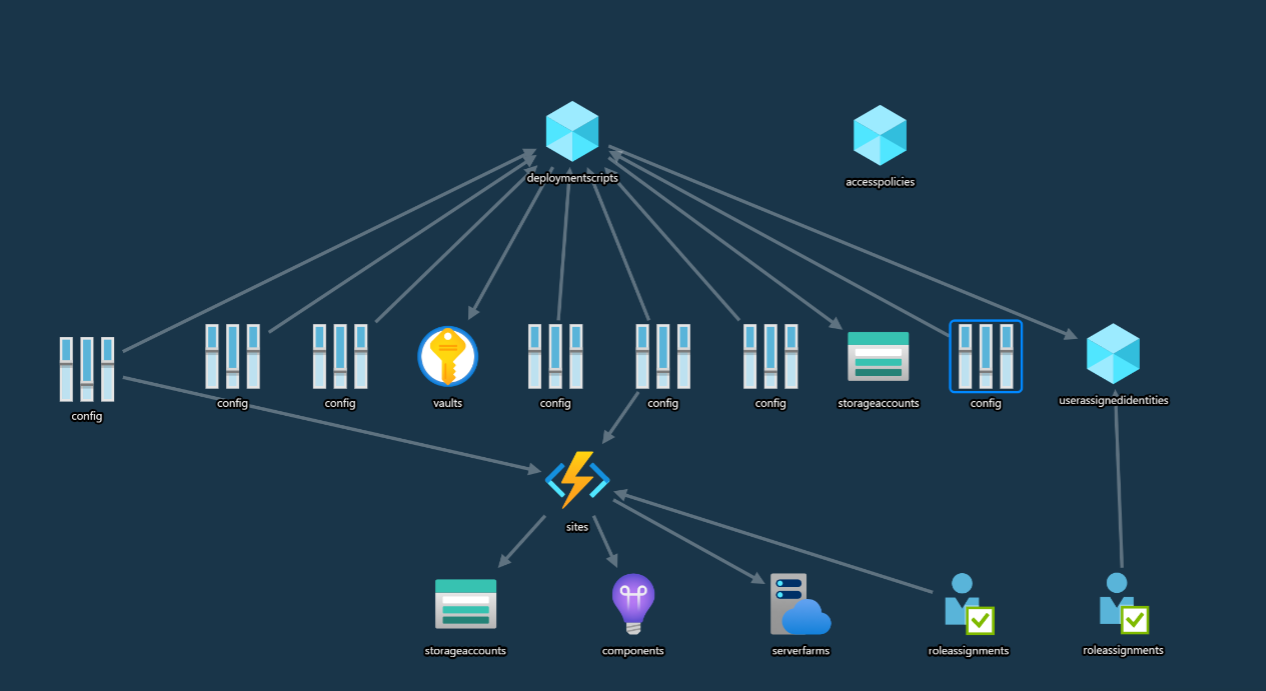 deploymentscripts
accesspolicies
config
config
config
vaults
config
config
config
storageaccounts
config
userassignedidentities
sites
storageaccounts
components
serverfarms
roleassignments
roleassignments